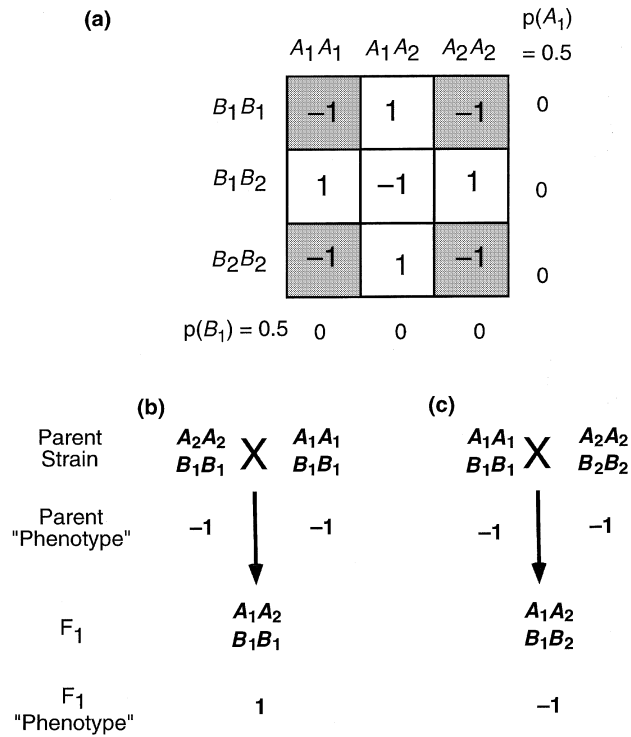 (a)
p(A1)
= 0.5
A1A1 A1A2 A2A2
B1B1 –1 1 –1 0
B1B2 1 –1 1 0
B2B2 –1 1 –1 0
p(B1) = 0.5 0 0 0
(b)
(c)
Parent Strain
A2A2 X A1A1
B1B1 B1B1
A1A1 X A2A2
B1B1 B2B2
Parent "Phenotype"
–1 –1 –1 –1
F1
A1A2
B1B1
A1A2
B1B2
F1 "Phenotype"
1 –1